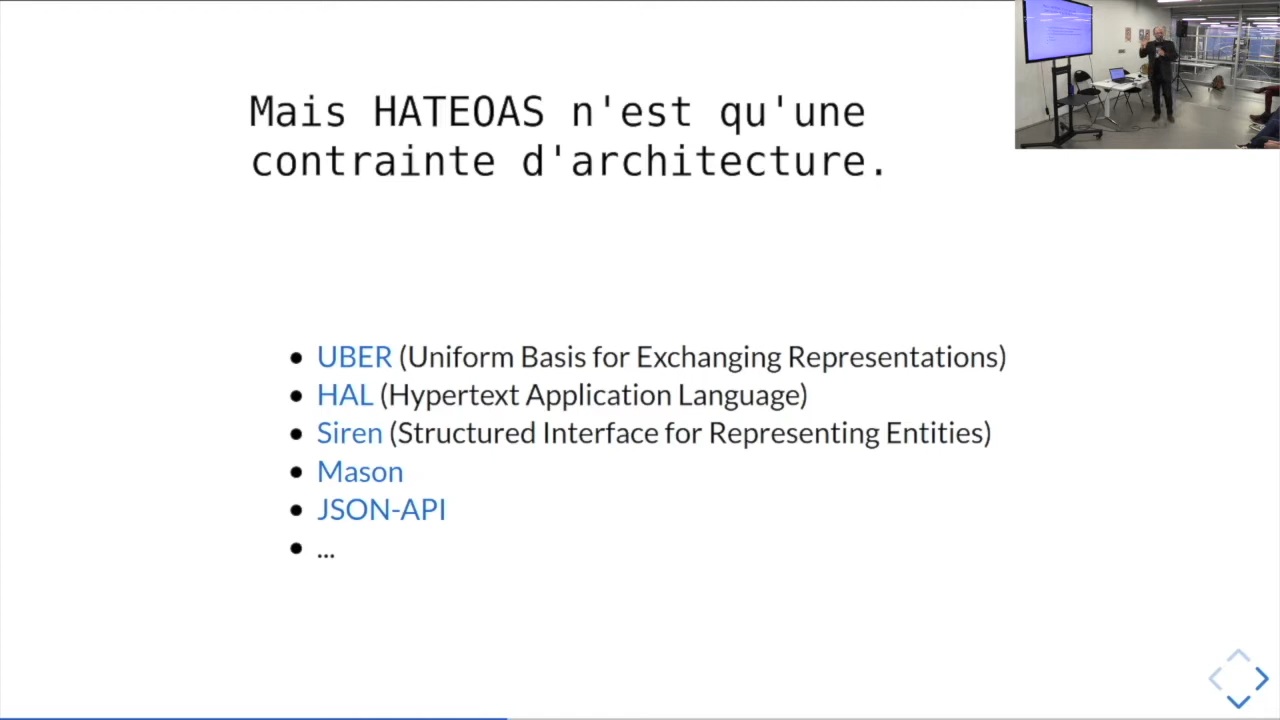 Mais HATEOAS n'est qu'une
contrainte d'architecture.
UBER (Uniform Basis for Exchanging Representations)
HAL (Hypertext Application Language)
Siren (Structured Interface for Representing Entities)
Mason
JSON-API
...